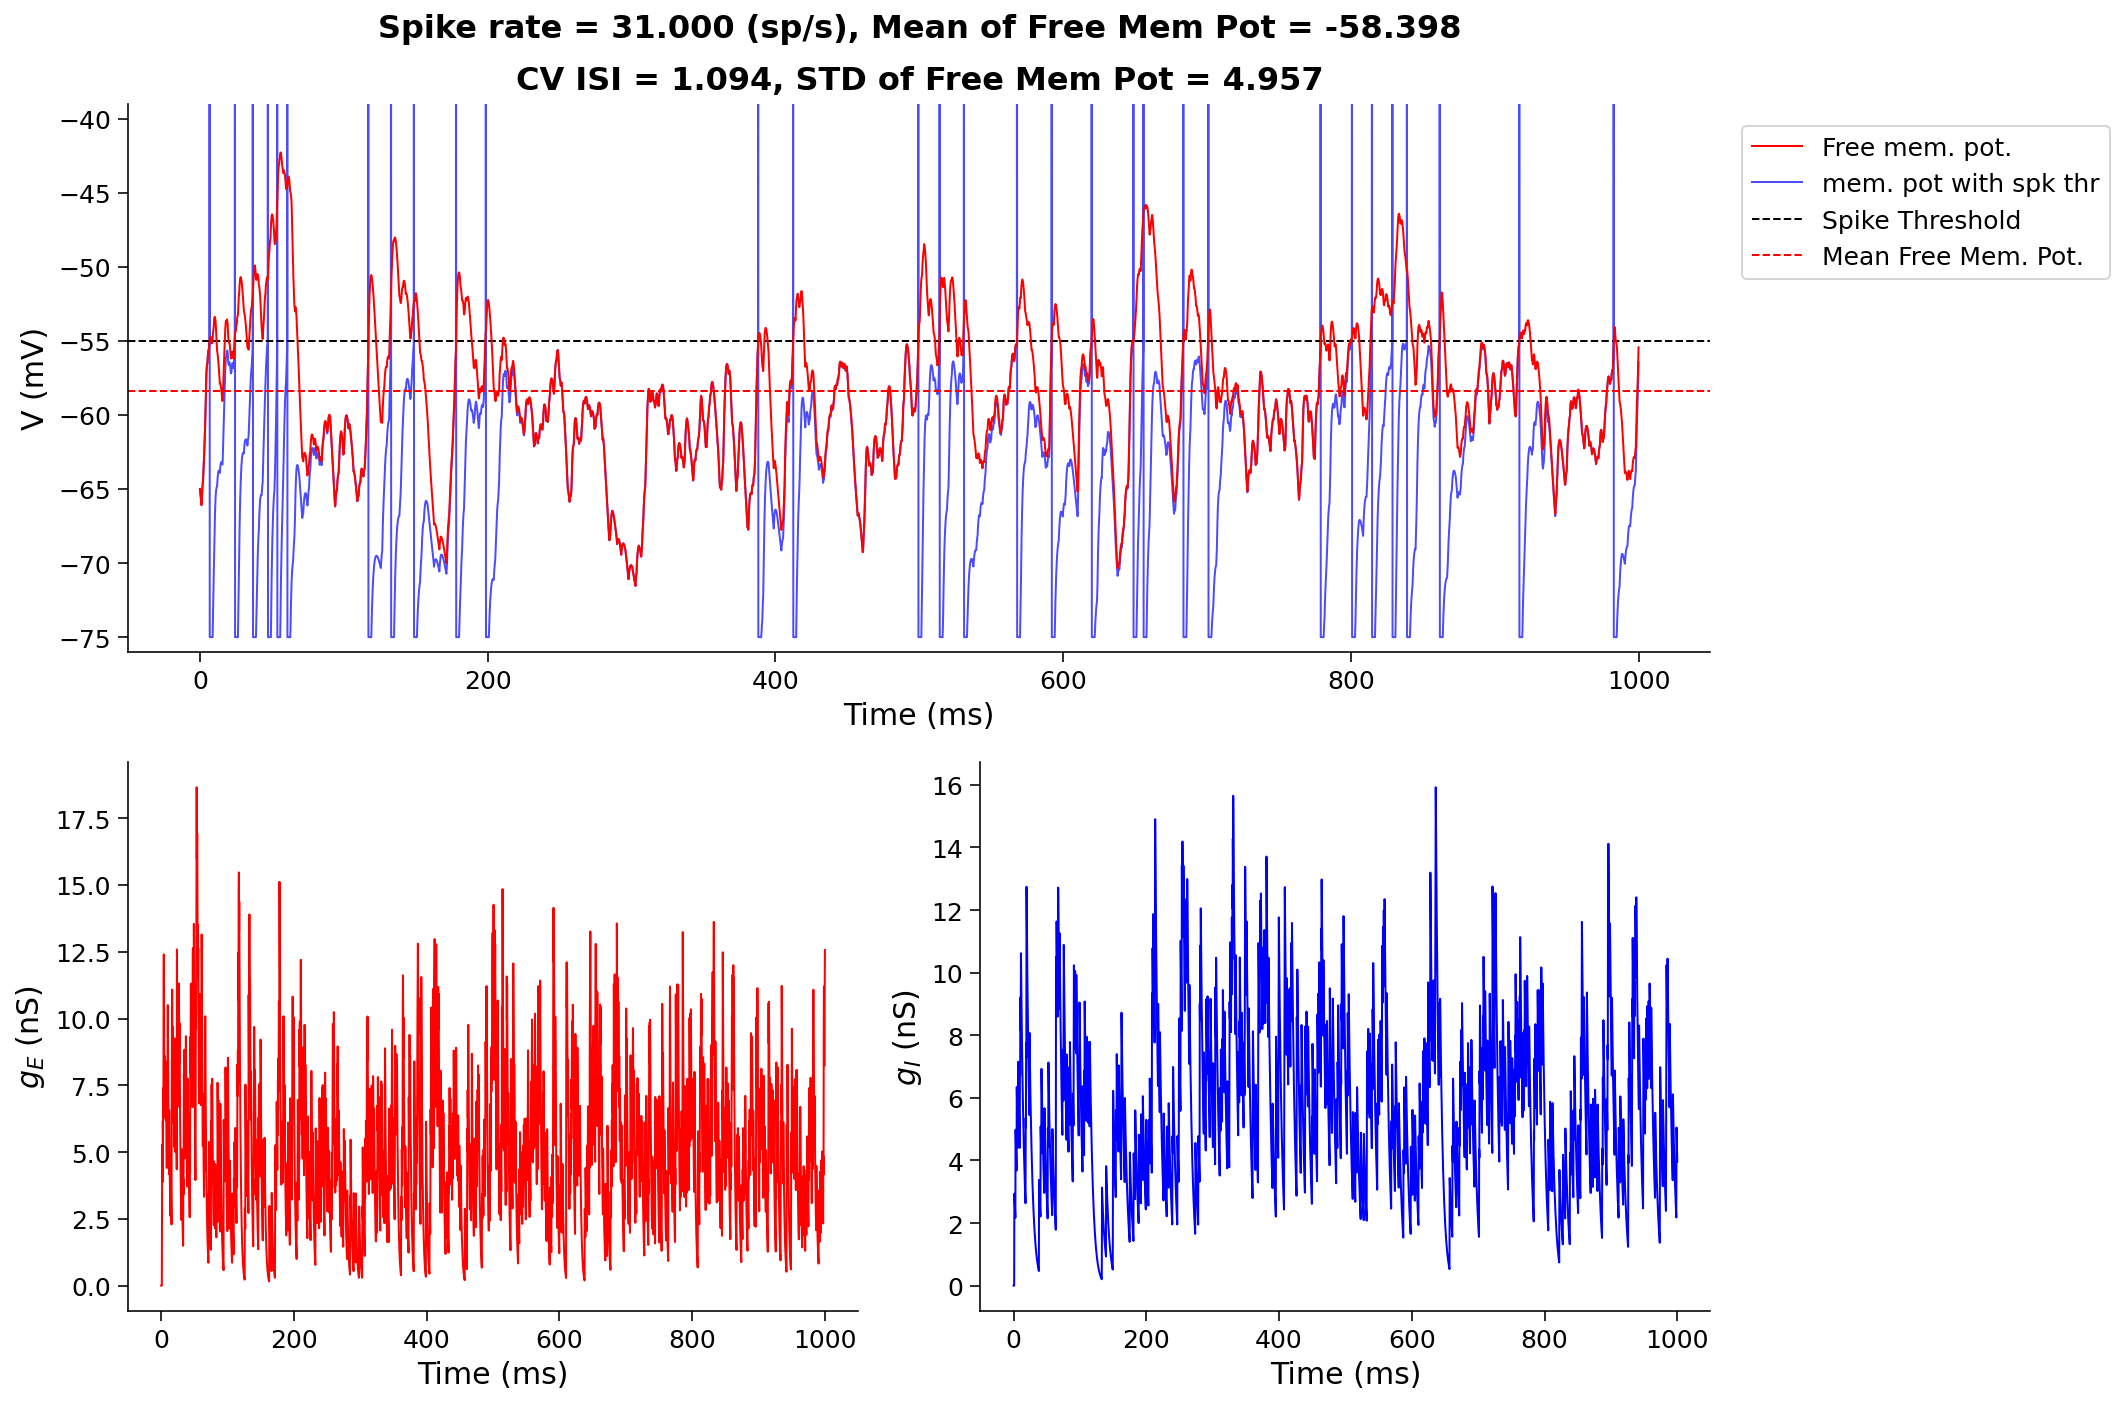 Spike rate = 31.000 (sp/s), Mean of Free Mem Pot = -58.398
CV ISI = 1.094, STD of Free Mem Pot = 4.957
V (mV)
−40
−45
−50
−55
−60
−65
−70
−75
0 200 400 600 800 1000
Time (ms)
Free mem. pot.
mem. pot with spk thr
Spike Threshold
Mean Free Mem. Pot.
g_E (nS)
17.5
15.0
12.5
10.0
7.5
5.0
2.5
0.0
0 200 400 600 800 1000
Time (ms)
g_I (nS)
16
14
12
10
8
6
4
2
0
0 200 400 600 800 1000
Time (ms)